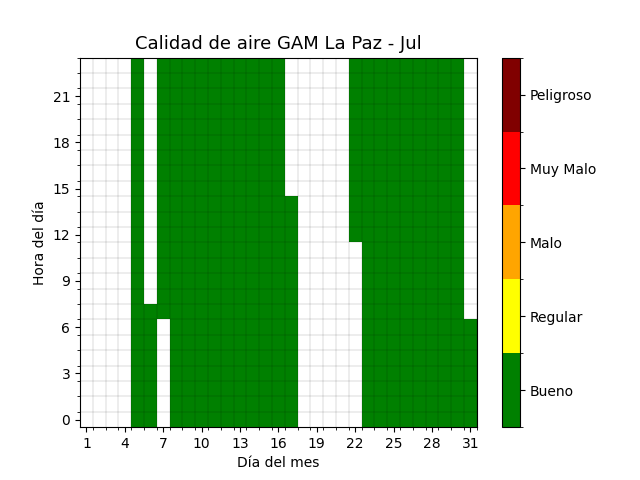 Calidad de aire GAM La Paz - Jul
Hora del día
21
18
15
12
9
6
3
0
1 4 7 10 13 16 19 22 25 28 31
Día del mes
Peligroso
Muy Malo
Malo
Regular
Bueno